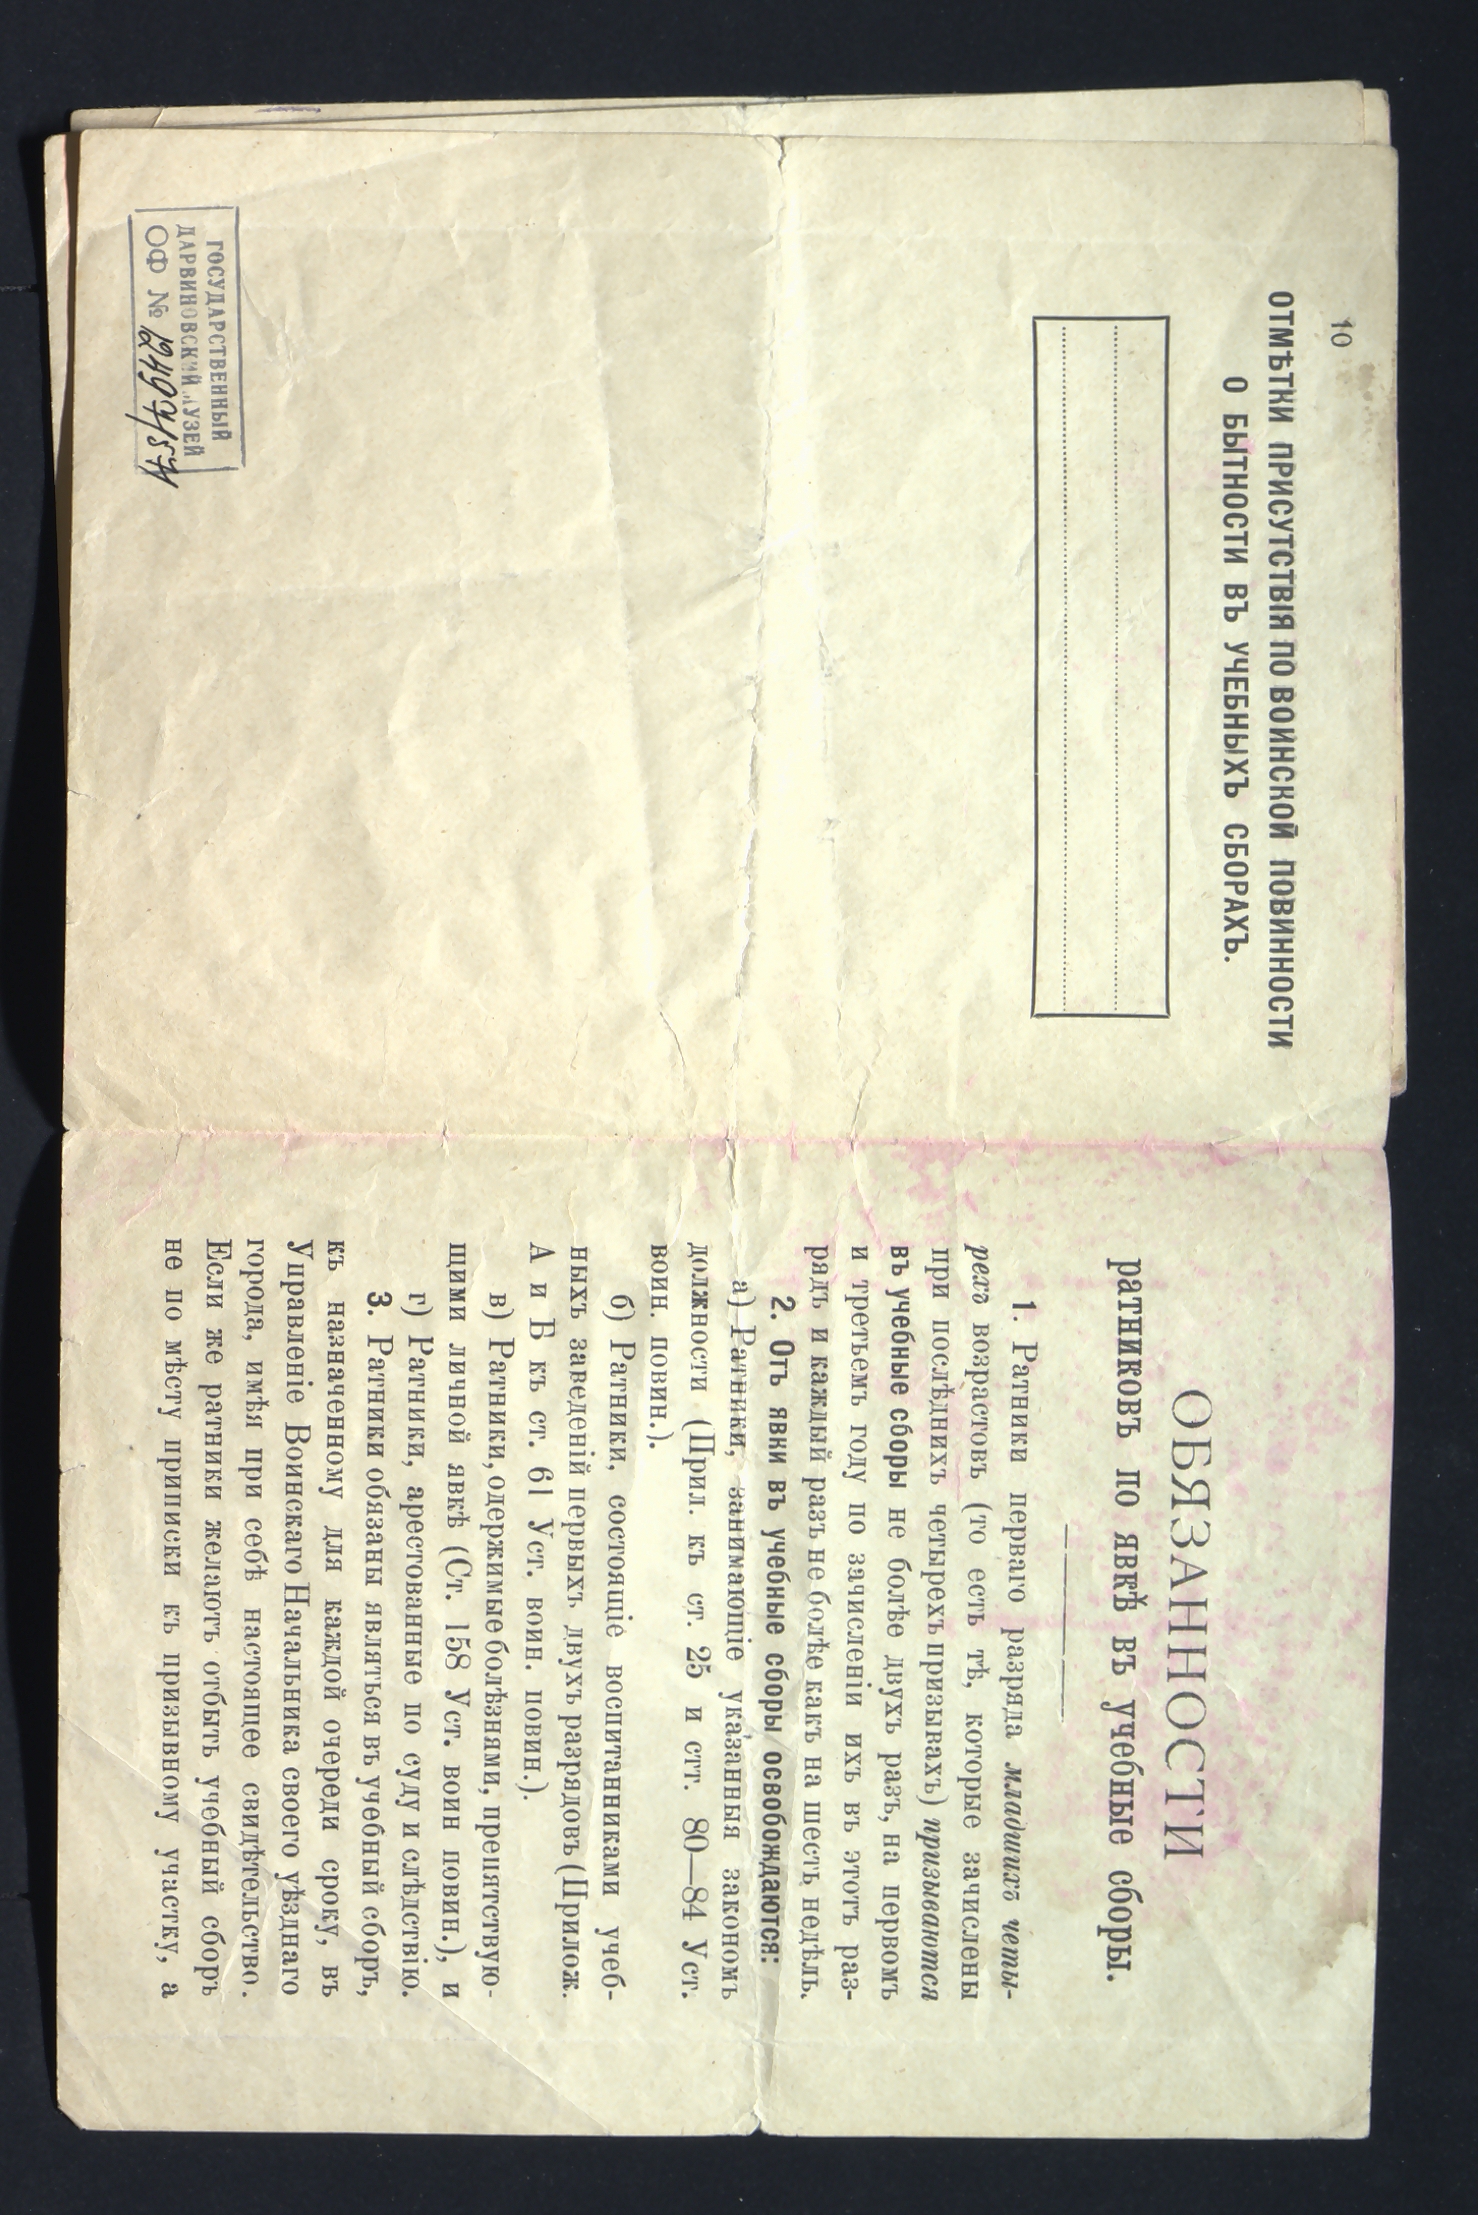 10
ОТМѢТКИ ПРИСУТСТВІЯ ПО ВОИНСКОЙ ПОВИННОСТИ
О БЫТНОСТИ ВЪ УЧЕБНЫХЪ СБОРАХЪ.
ГОСУДАРСТВЕННЫЙ
ДАРВИНОВСКИЙ МУЗЕЙ
ОФ № 12497/54
ОБЯЗАННОСТИ
ратниковъ по явкѣ въ учебные сборы.
1. Ратники перваго разряда младшихъ четы-
рехъ возрастовъ (то есть тѣ, которые зачислены
при послѣднихъ четырехъ призывахъ) призываются
въ учебные сборы не болѣе двухъ разъ, на первомъ
и третьемъ году по зачисленіи ихъ въ этотъ раз-
рядъ и каждый разъ не болѣе какъ на шесть недѣль.
2. Отъ явки въ учебные сборы освобождаются:
а) Ратники, занимающіе указанныя закономъ
должности (Прил. къ ст. 25 и стт. 80—84 Уст.
воин. повин.).
б) Ратники, состоящіе воспитанниками учеб-
ныхъ заведеній первыхъ двухъ разрядовъ (Прилож.
А и Б къ ст. 61 Уст. воин. повин.).
в) Ратники, одержимые болѣзнями, препятствую-
щими личной явкѣ (Ст. 158 Уст. воин повин.), и
г) Ратники, арестованные по суду и слѣдствію.
3. Ратники обязаны являться въ учебный сборъ,
къ назначенному для каждой очереди сроку, въ
Управленіе Воинскаго Начальника своего уѣзднаго
города, имѣя при себѣ настоящее свидѣтельство.
Если же ратники желаютъ отбыть учебный сборъ
не по мѣсту приписки къ призывному участку, а